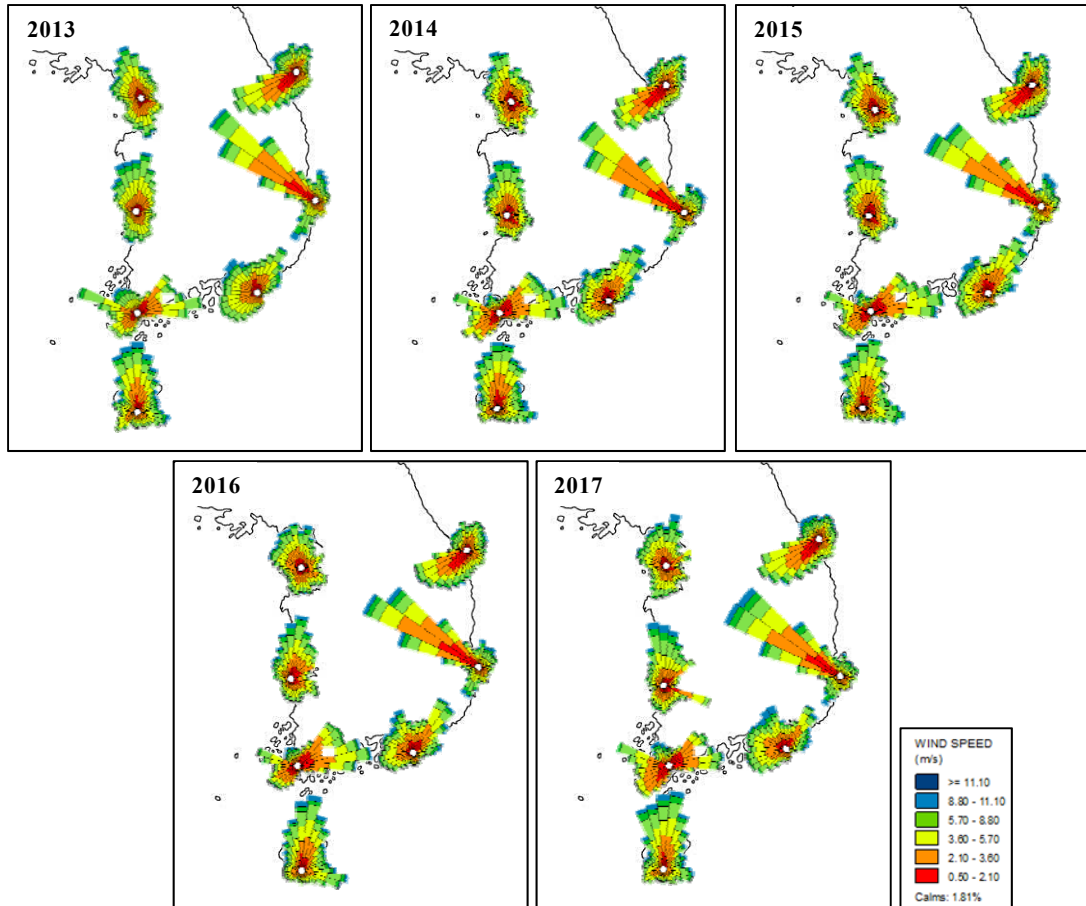 2013
2014
2015
2016
2017
WIND SPEED
(m/s)
>= 11.10
8.80 - 11.10
5.70 - 8.80
3.60 - 5.70
2.10 - 3.60
0.50 - 2.10
Calms: 1.81%